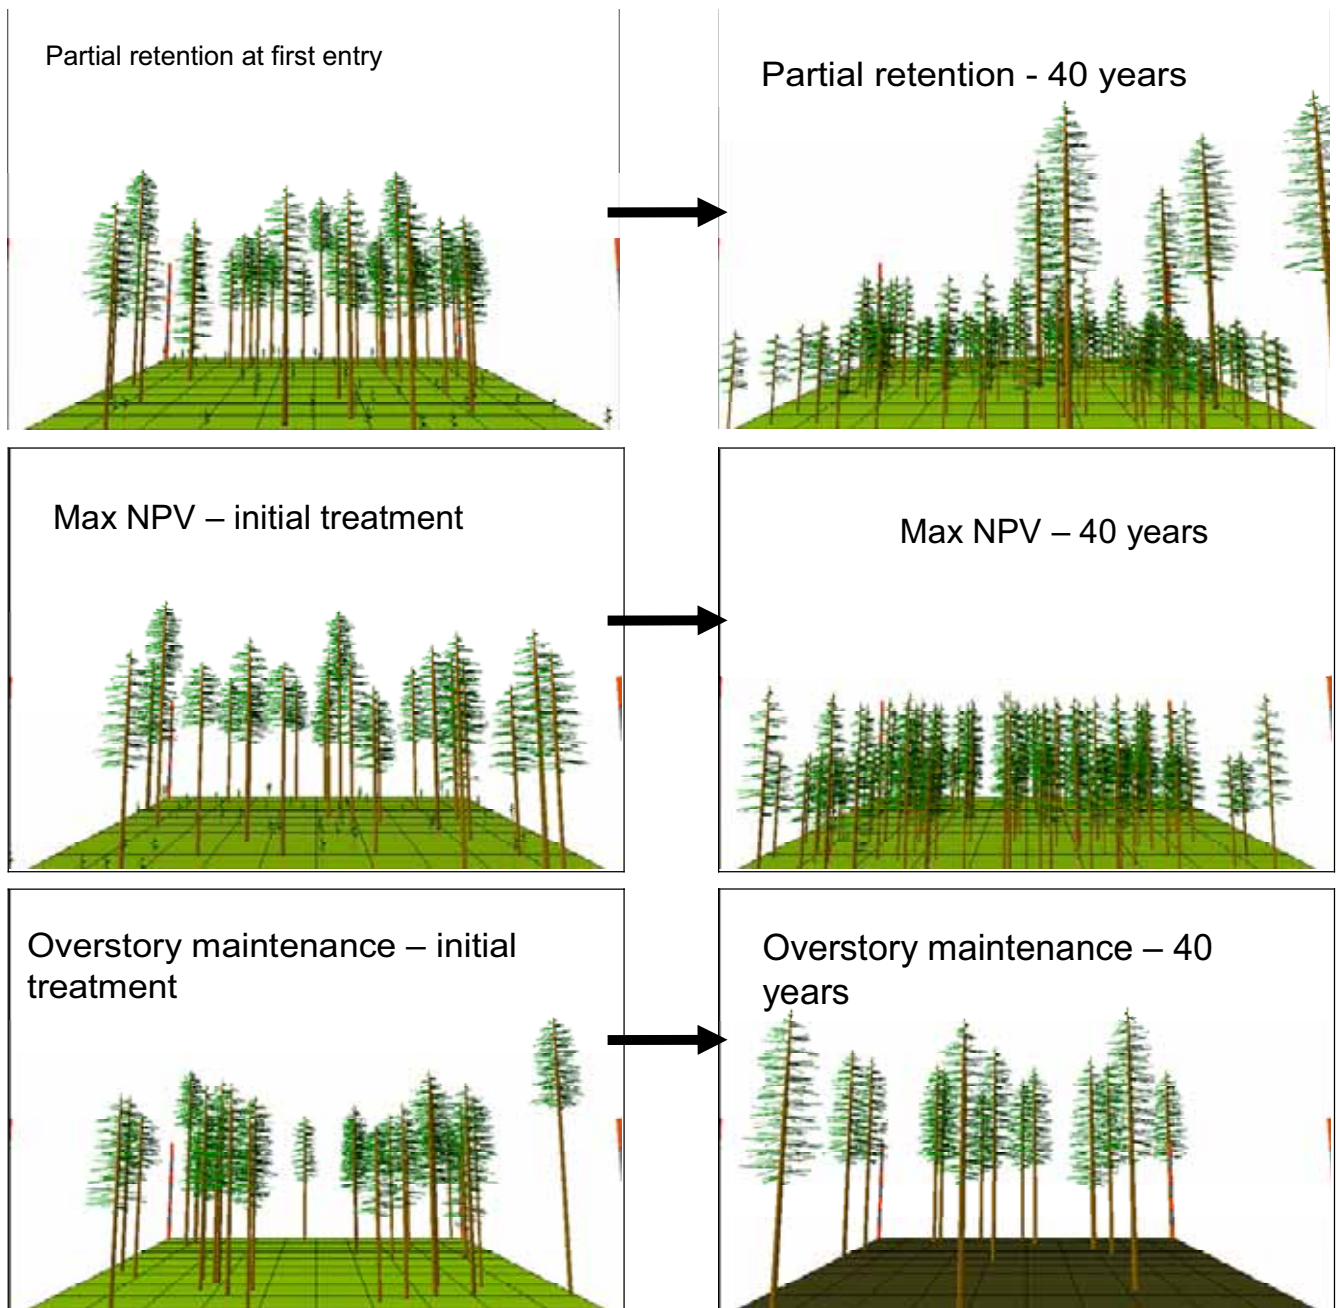 Partial retention at first entry
Partial retention - 40 years
Max NPV – initial treatment
Max NPV – 40 years
Overstory maintenance – initial
treatment
Overstory maintenance – 40
years